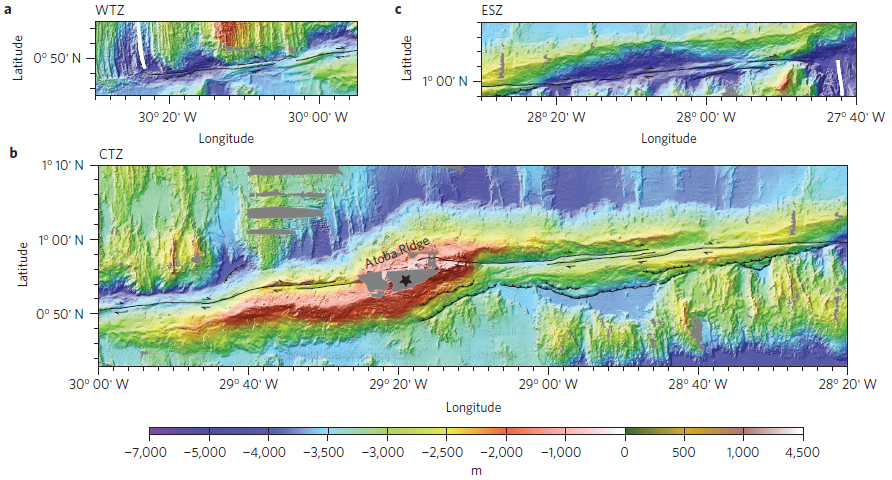 a
WTZ
Latitude
0° 50' N
30° 20' W
30° 00' W
Longitude
c
ESZ
Latitude
1° 00' N
28° 20' W
28° 00' W
27° 40' W
Longitude
b
CTZ
Latitude
1° 10' N
1° 00' N
0° 50' N
Atoba Ridge
30° 00' W
29° 40' W
29° 20' W
29° 00' W
28° 40' W
28° 20' W
Longitude
−7,000 −5,000 −4,000 −3,500 −3,000 −2,500 −2,000 −1,000 0 500 1,000 4,500
m